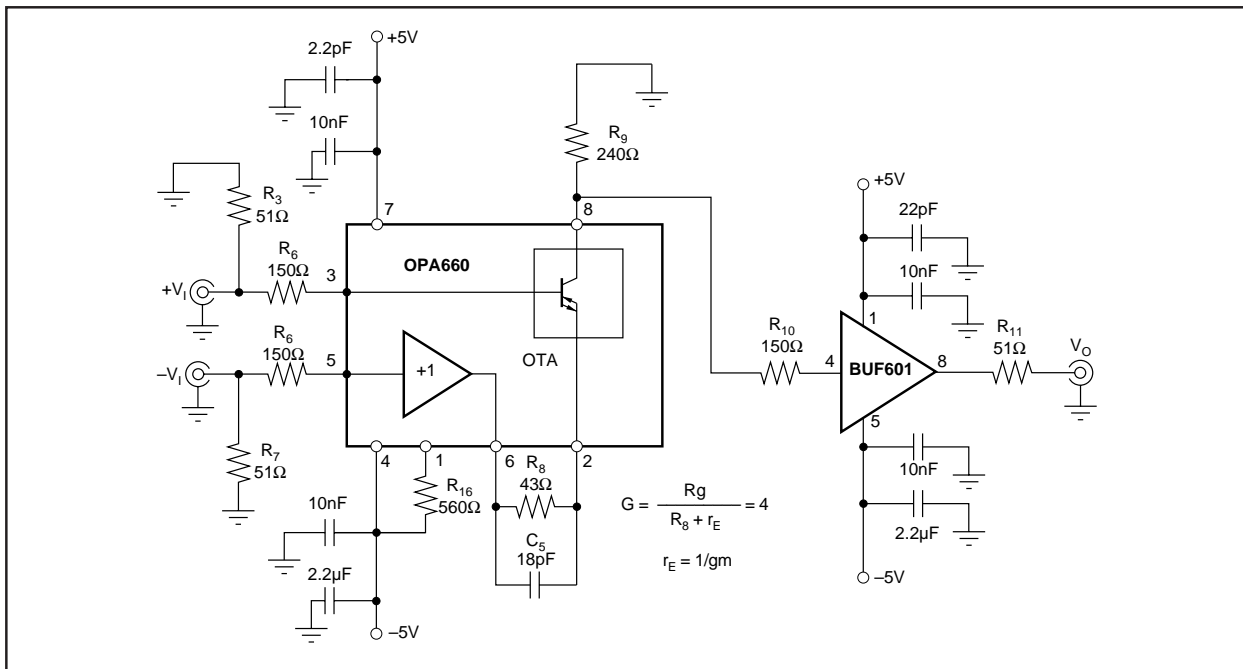 +5V
2.2pF
10nF
R9
240Ω
R3
51Ω
7
8
+5V
22pF
10nF
R6
150Ω
3
OPA660
+VI
R6
150Ω
5
–VI
+1
OTA
R10
150Ω
4
1
BUF601
8
5
R11
51Ω
VO
R7
51Ω
4
1
6
2
R8
43Ω
R16
560Ω
10nF
C5
18pF
2.2µF
–5V
G = Rg / R8 + rE = 4
rE = 1/gm
10nF
2.2µF
–5V